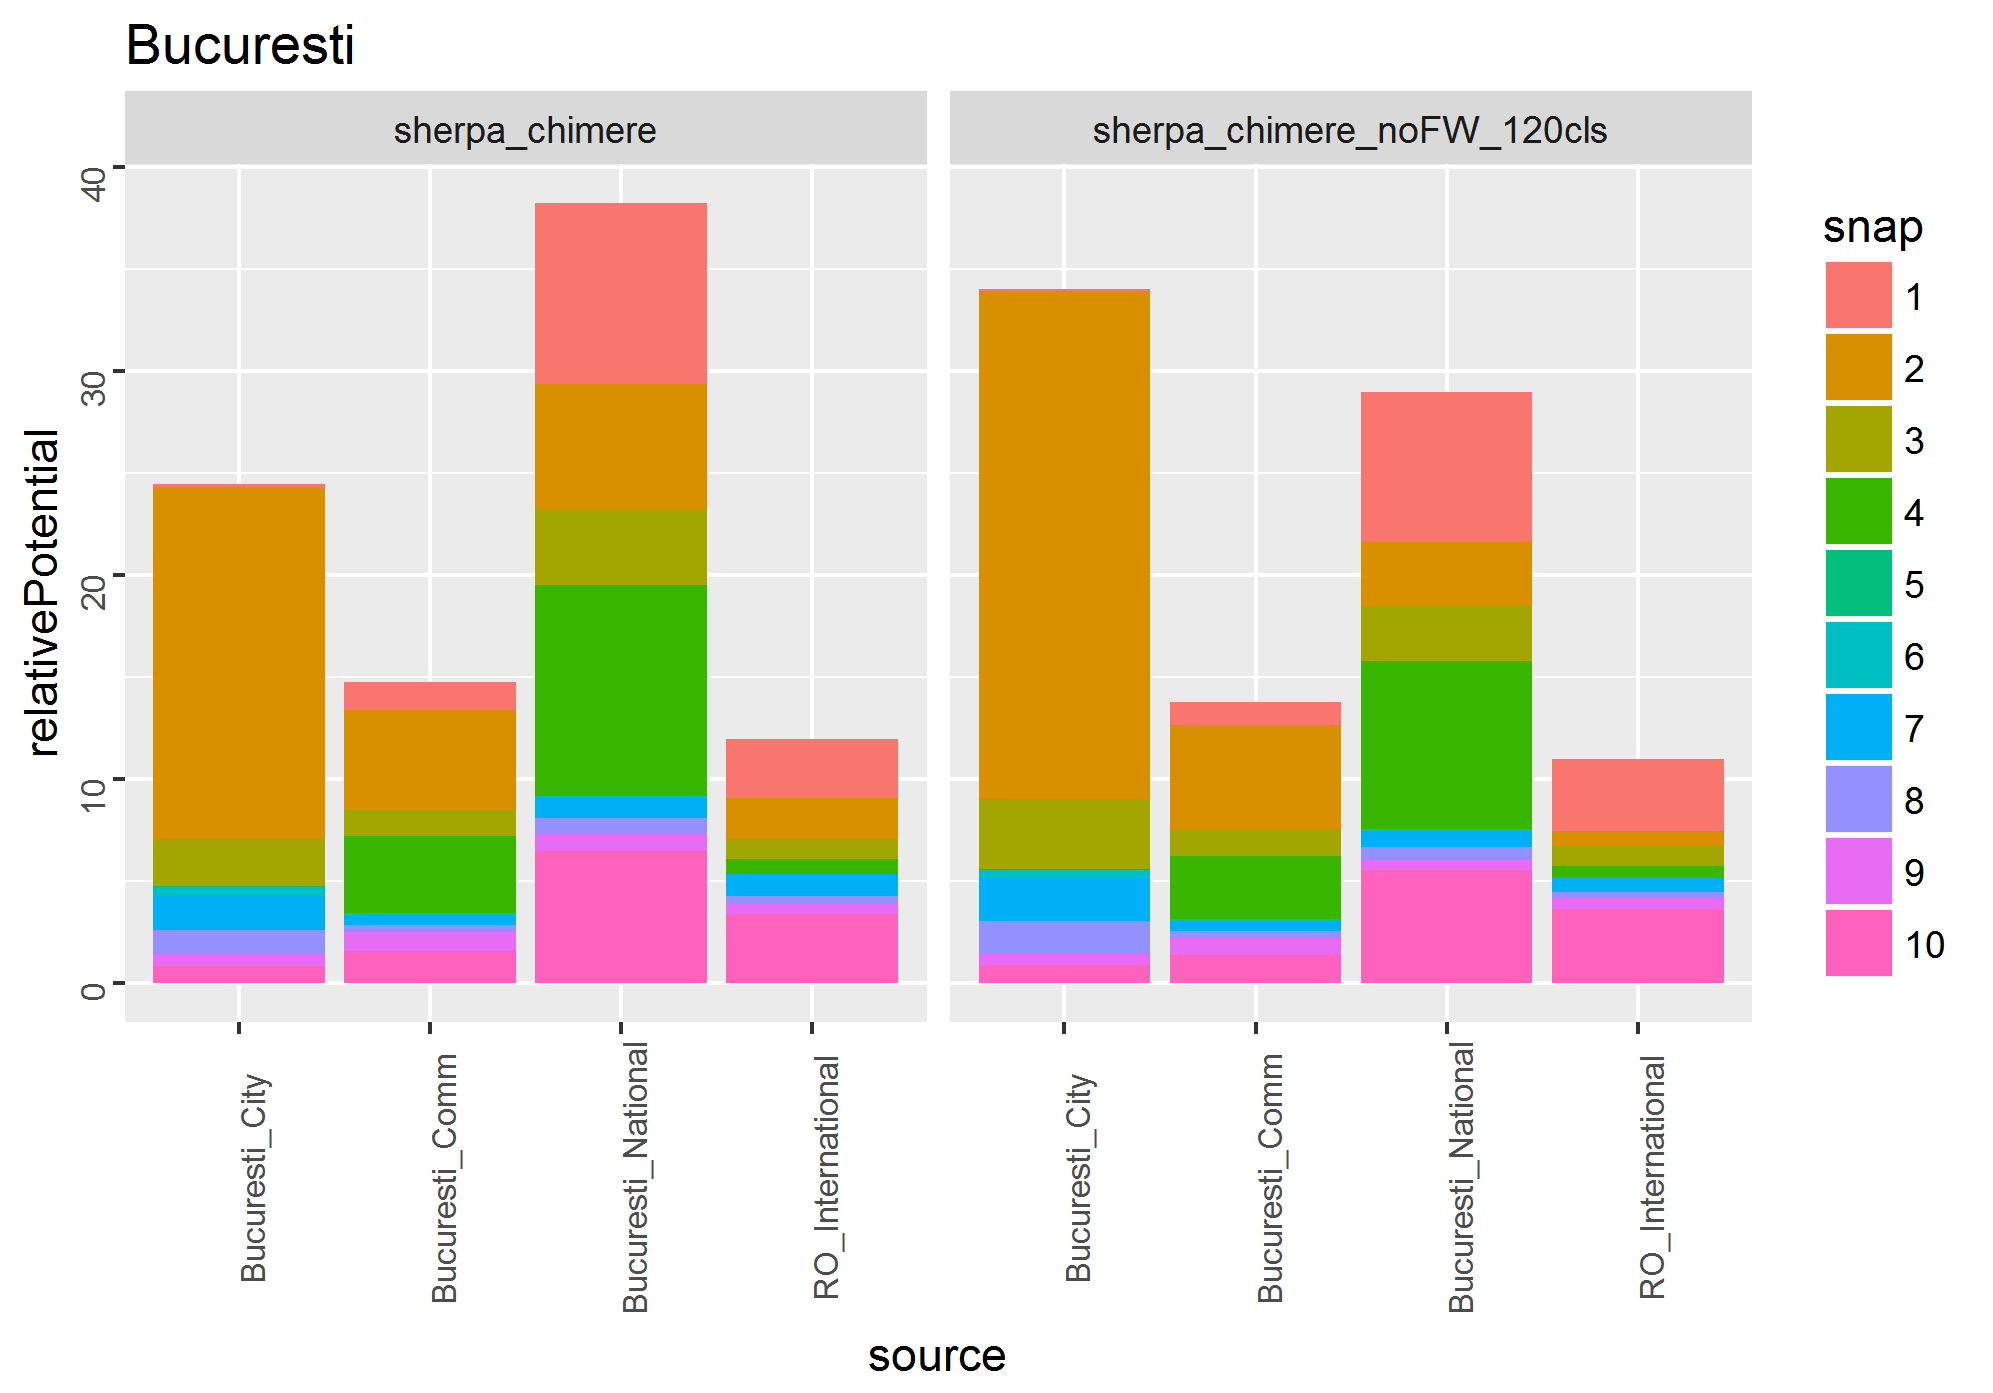 Bucuresti
sherpa_chimere
sherpa_chimere_noFW_120cls
relativePotential
40
30
20
10
0
Bucuresti_City
Bucuresti_Comm
Bucuresti_National
RO_International
Bucuresti_City
Bucuresti_Comm
Bucuresti_National
RO_International
source
snap
1
2
3
4
5
6
7
8
9
10